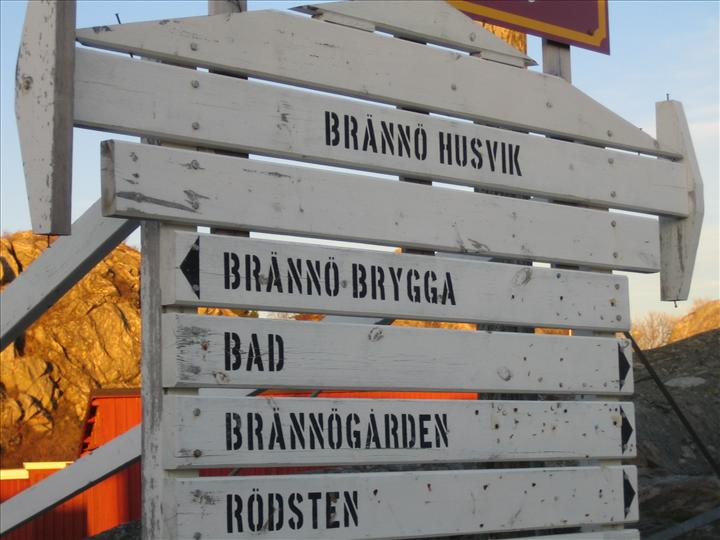 BRÄNNÖ HUSVIK
BRÄNNÖ BRYGGA
BAD
BRÄNNÖGÅRDEN
RÖDSTEN